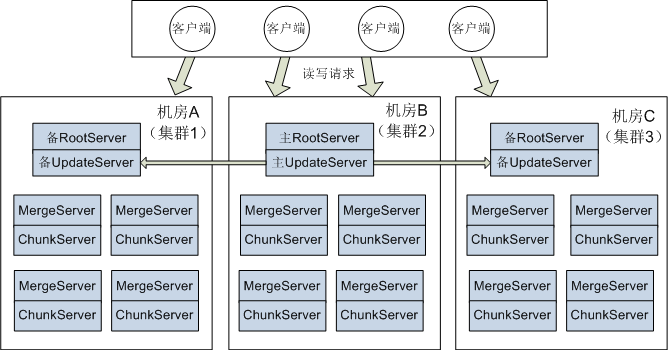 客户端
客户端
客户端
客户端
读写请求
机房A
（集群1）
备RootServer
备UpdateServer
MergeServer
ChunkServer
MergeServer
ChunkServer
MergeServer
ChunkServer
MergeServer
ChunkServer
机房B
（集群2）
主RootServer
主UpdateServer
MergeServer
ChunkServer
MergeServer
ChunkServer
MergeServer
ChunkServer
MergeServer
ChunkServer
机房C
（集群3）
备RootServer
备UpdateServer
MergeServer
ChunkServer
MergeServer
ChunkServer
MergeServer
ChunkServer
MergeServer
ChunkServer